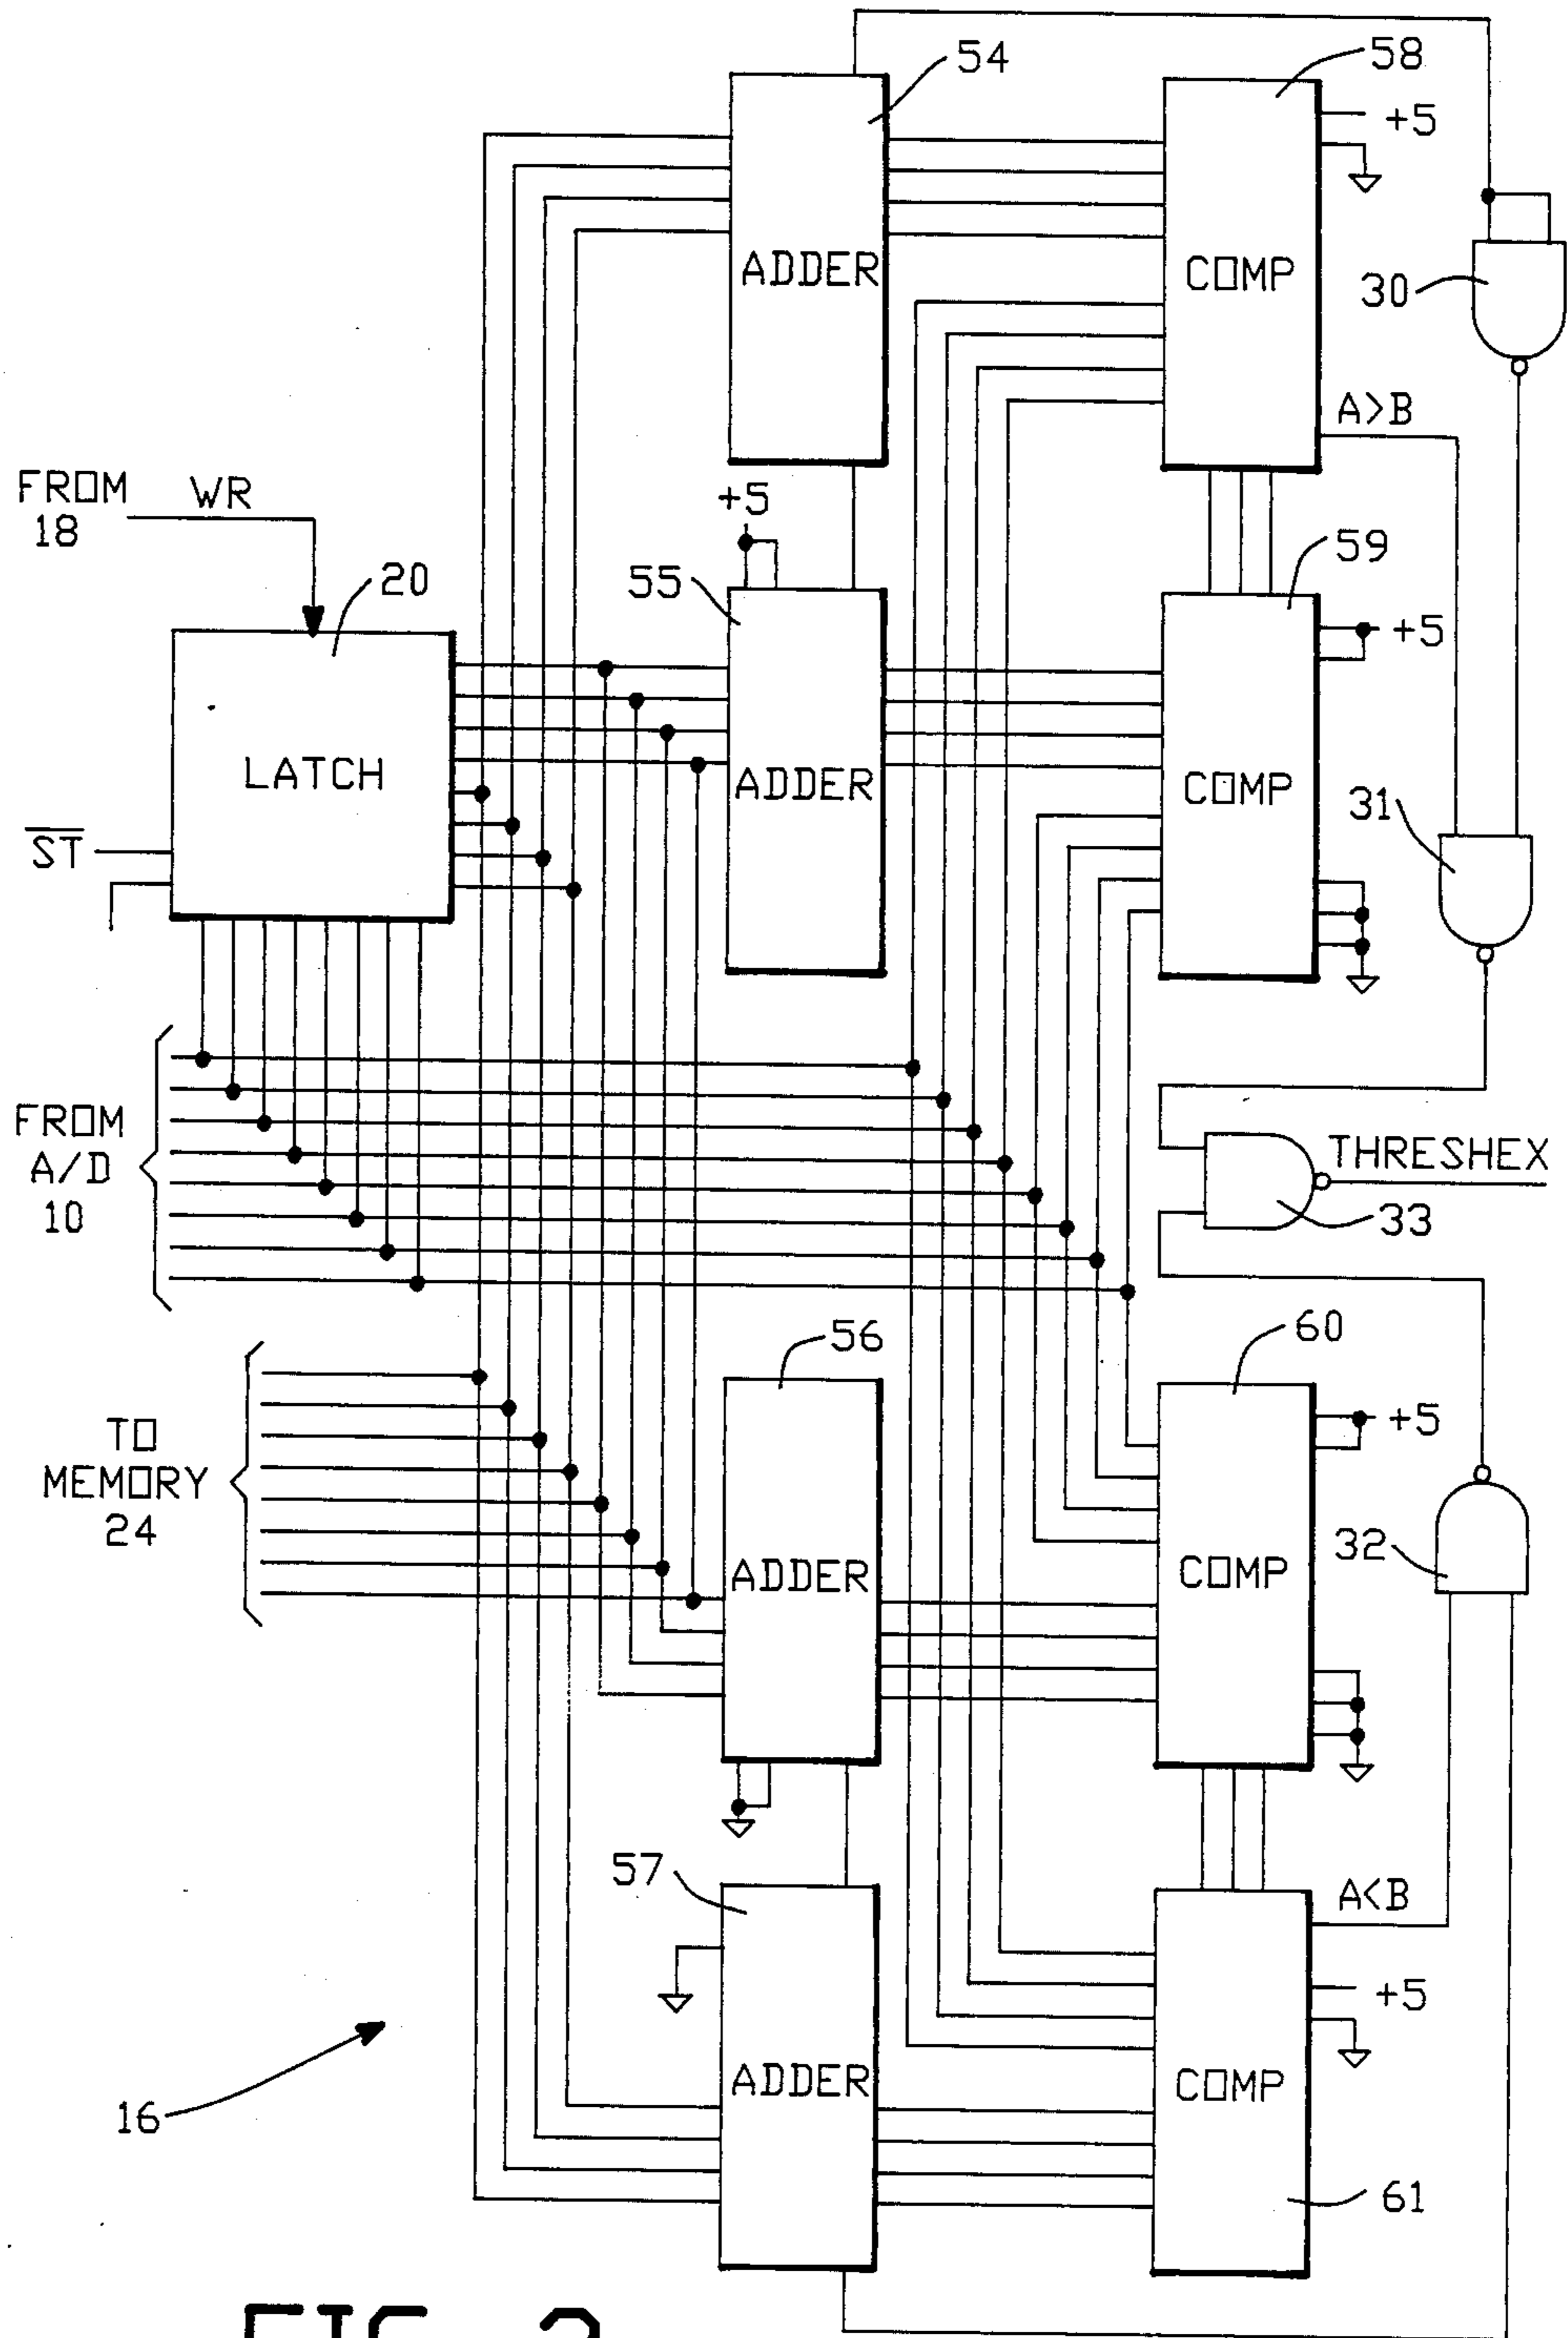 54
58
+5
ADDER
COMP
30
A>B
FROM 18
WR
+5
59
20
55
+5
LATCH
ADDER
COMP
31
ST
FROM A/D 10
THRESHEX
33
56
60
+5
TO MEMORY 24
ADDER
COMP
32
57
A<B
+5
ADDER
COMP
16
61